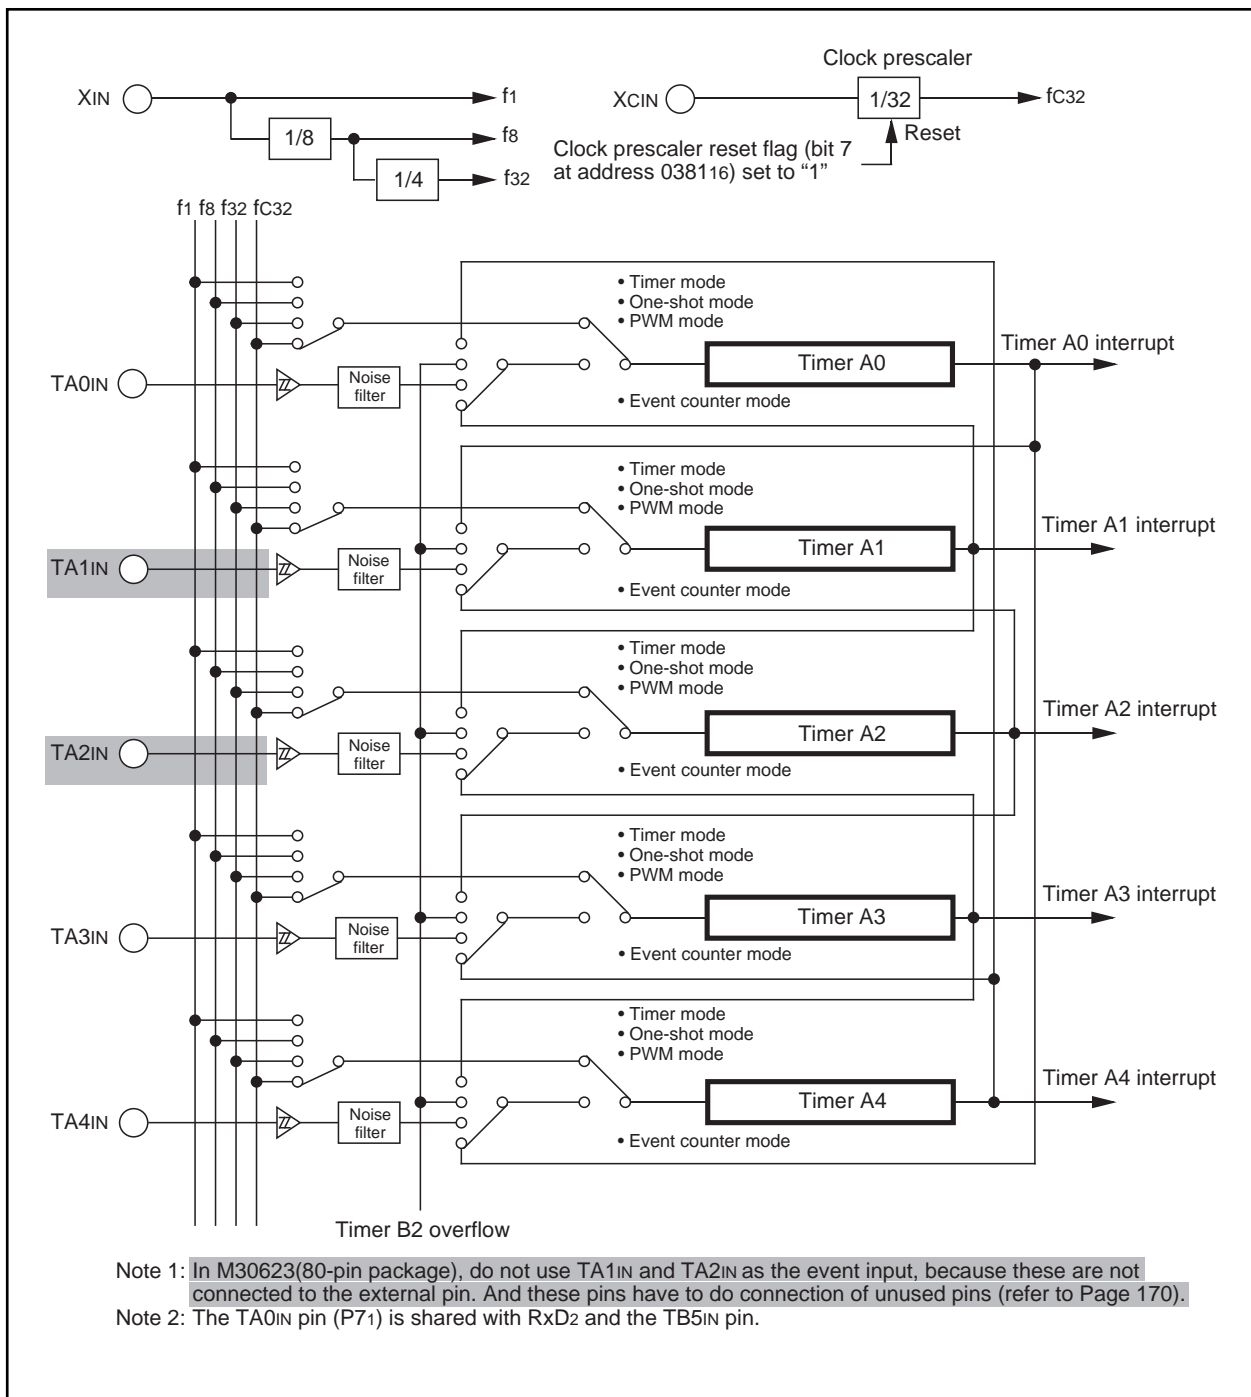 Clock prescaler
XIN
f1
XCIN
1/32
fC32
1/8
f8
Reset
Clock prescaler reset flag (bit 7
at address 038116) set to “1”
1/4
f32
f1 f8 f32 fC32
• Timer mode
• One-shot mode
• PWM mode
Timer A0 interrupt
Timer A0
TA0IN
Noise
filter
• Event counter mode
• Timer mode
• One-shot mode
• PWM mode
Timer A1 interrupt
Timer A1
TA1IN
Noise
filter
• Event counter mode
• Timer mode
• One-shot mode
• PWM mode
Timer A2 interrupt
Timer A2
TA2IN
Noise
filter
• Event counter mode
• Timer mode
• One-shot mode
• PWM mode
Timer A3 interrupt
Timer A3
TA3IN
Noise
filter
• Event counter mode
• Timer mode
• One-shot mode
• PWM mode
Timer A4 interrupt
Timer A4
TA4IN
Noise
filter
• Event counter mode
Timer B2 overflow
Note 1: In M30623(80-pin package), do not use TA1IN and TA2IN as the event input, because these are not
connected to the external pin. And these pins have to do connection of unused pins (refer to Page 170).
Note 2: The TA0IN pin (P71) is shared with RxD2 and the TB5IN pin.